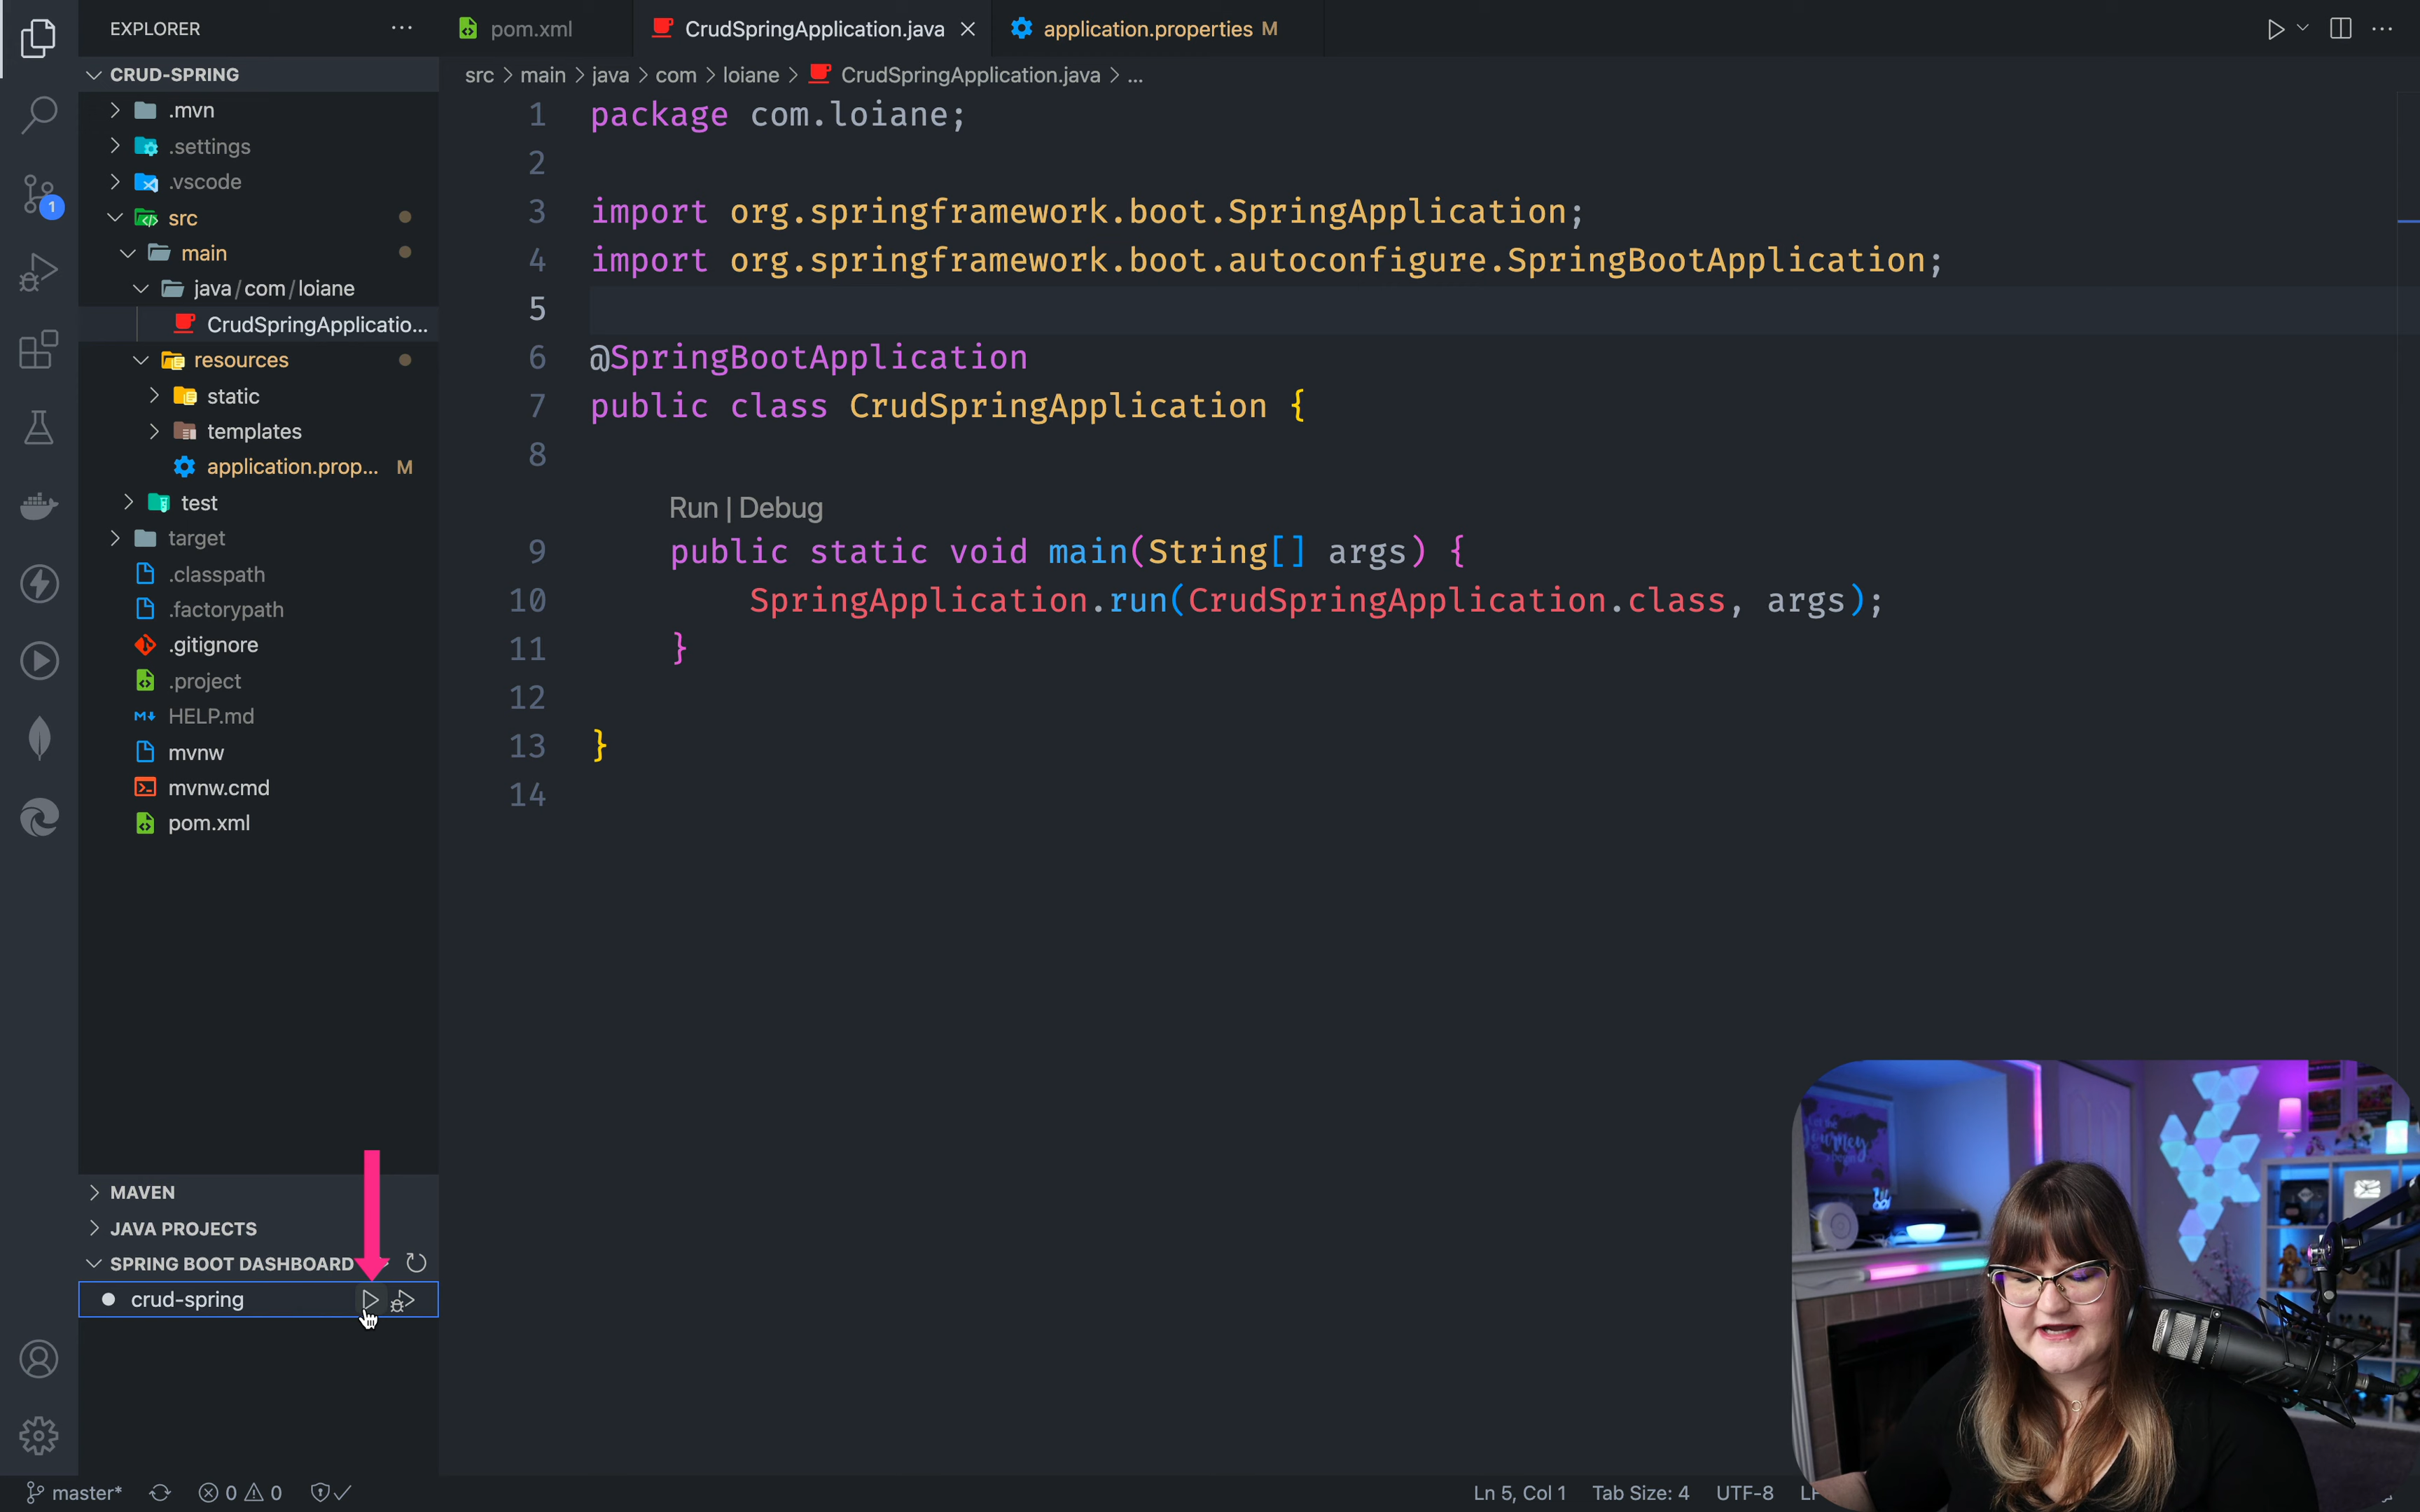 EXPLORER
CRUD-SPRING
.mvn
.settings
.vscode
src
main
java/com/loiane
CrudSpringApplicatio...
resources
static
templates
application.prop... M
test
target
.classpath
.factorypath
.gitignore
.project
HELP.md
mvnw
mvnw.cmd
pom.xml
MAVEN
JAVA PROJECTS
SPRING BOOT DASHBOARD
crud-spring
1
pom.xml
CrudSpringApplication.java
application.properties M
src > main > java > com > loiane > CrudSpringApplication.java > ...
1 package com.loiane;
2
3 import org.springframework.boot.SpringApplication;
4 import org.springframework.boot.autoconfigure.SpringBootApplication;
5
6 @SpringBootApplication
7 public class CrudSpringApplication {
8
Run | Debug
9 public static void main(String[] args) {
10 SpringApplication.run(CrudSpringApplication.class, args);
11 }
12
13 }
14
master* 0 0
Ln 5, Col 1 Tab Size: 4 UTF-8